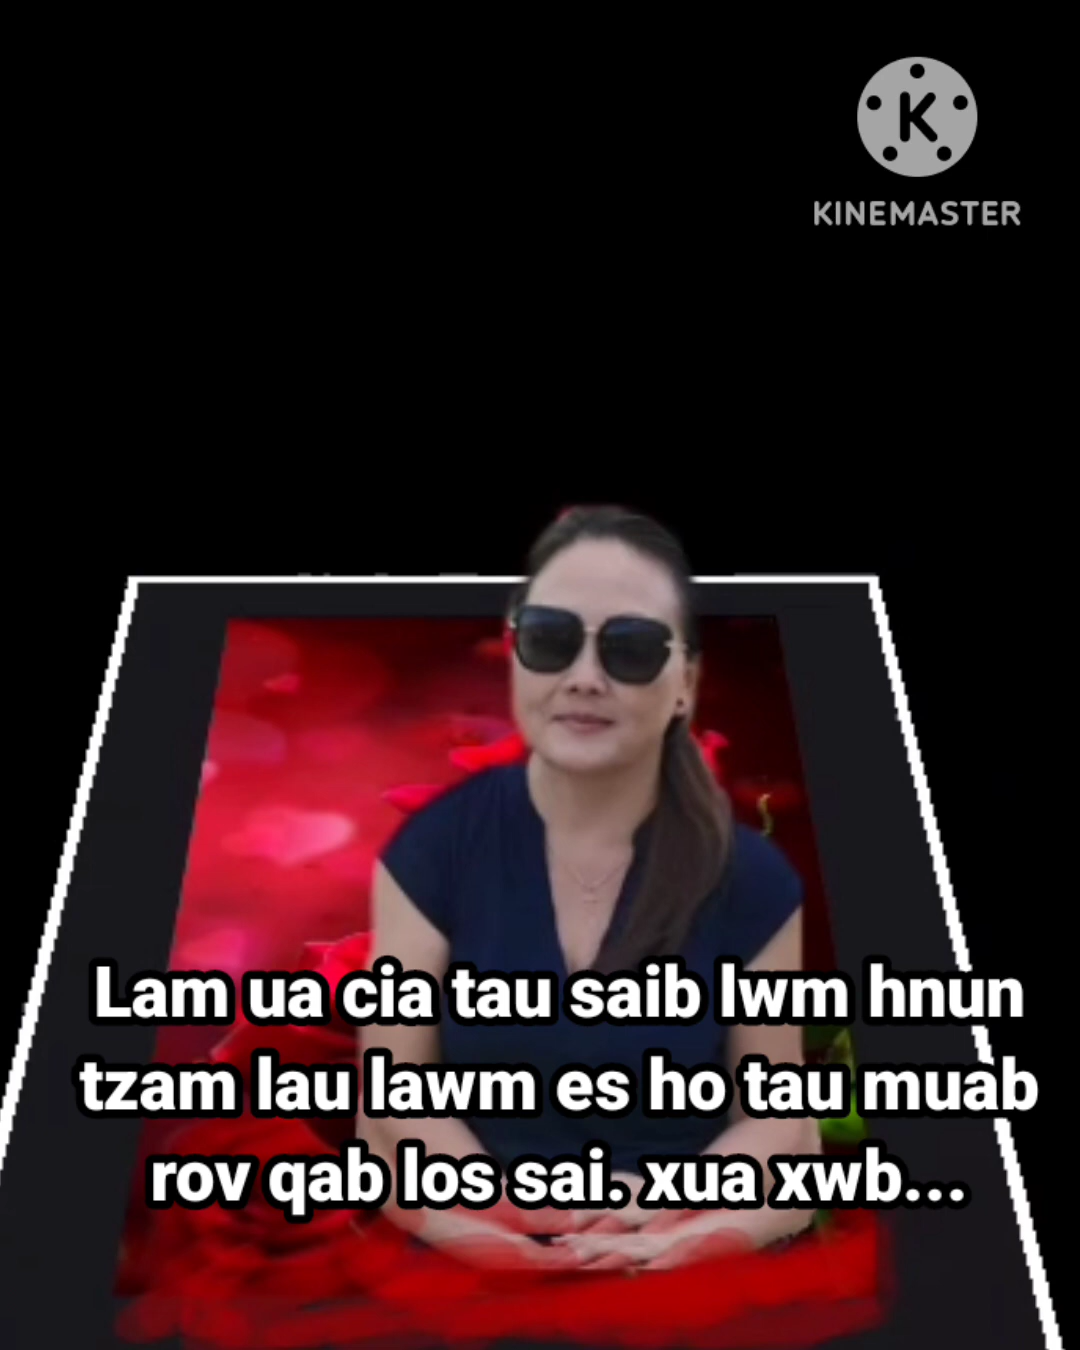 K
KINEMASTER
Lam ua cia tau saib lwm hnun
tzam lau lawm es ho tau muab
rov qab los sai. xua xwb...